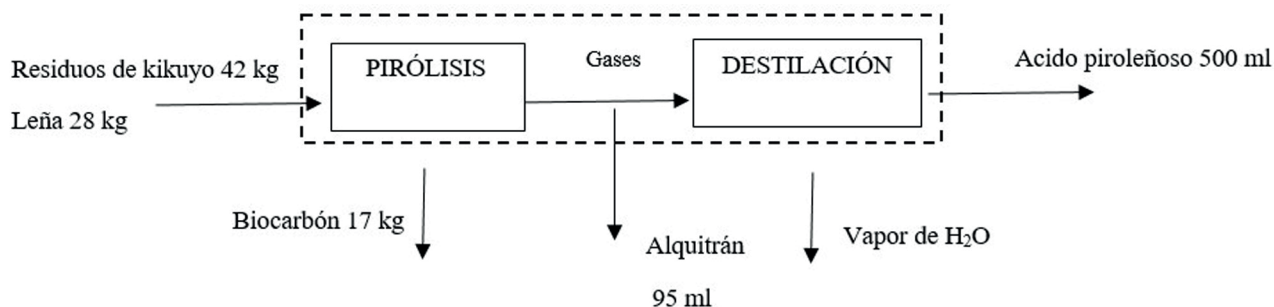 Residuos de kikuyo 42 kg
Leña 28 kg
PIRÓLISIS
Gases
DESTILACIÓN
Acido piroleñoso 500 ml
Biocarbón 17 kg
Alquitrán
95 ml
Vapor de H₂O